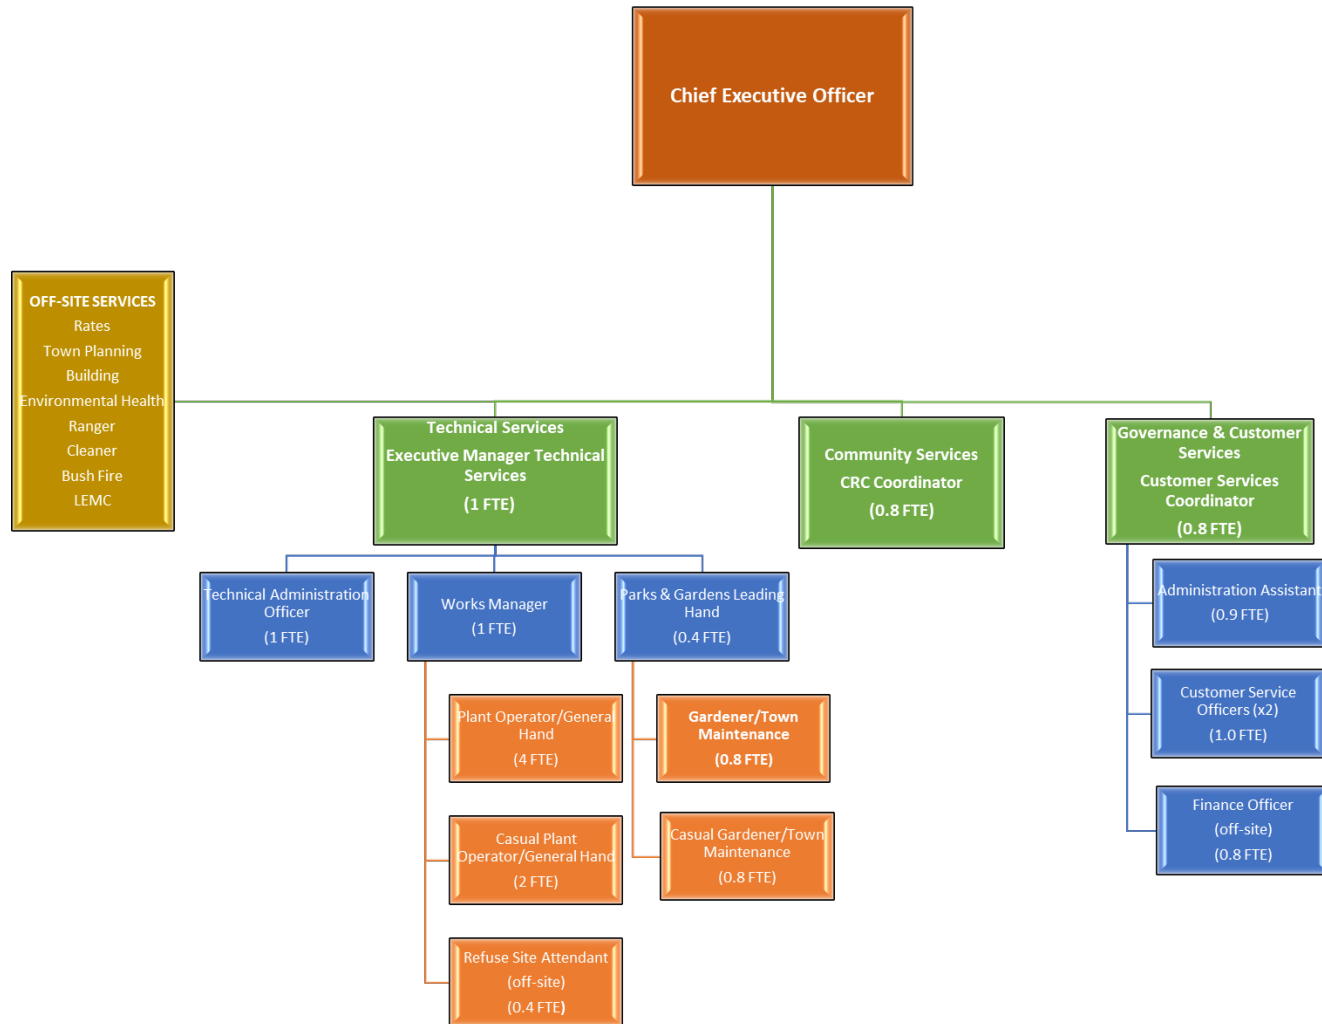 Chief Executive Officer
OFF-SITE SERVICES
Rates
Town Planning
Building
Environmental Health
Ranger
Cleaner
Bush Fire
LEMC
Technical Services
Executive Manager Technical
Services
(1 FTE)
Community Services
CRC Coordinator
(0.8 FTE)
Governance & Customer
Services
Customer Services
Coordinator
(0.8 FTE)
Technical Administration
Officer
(1 FTE)
Works Manager
(1 FTE)
Parks & Gardens Leading
Hand
(0.4 FTE)
Administration Assistant
(0.9 FTE)
Customer Service
Officers (x2)
(1.0 FTE)
Finance Officer
(off-site)
(0.8 FTE)
Plant Operator/General
Hand
(4 FTE)
Casual Plant
Operator/General Hand
(2 FTE)
Refuse Site Attendant
(off-site)
(0.4 FTE)
Gardener/Town
Maintenance
(0.8 FTE)
Casual Gardener/Town
Maintenance
(0.8 FTE)